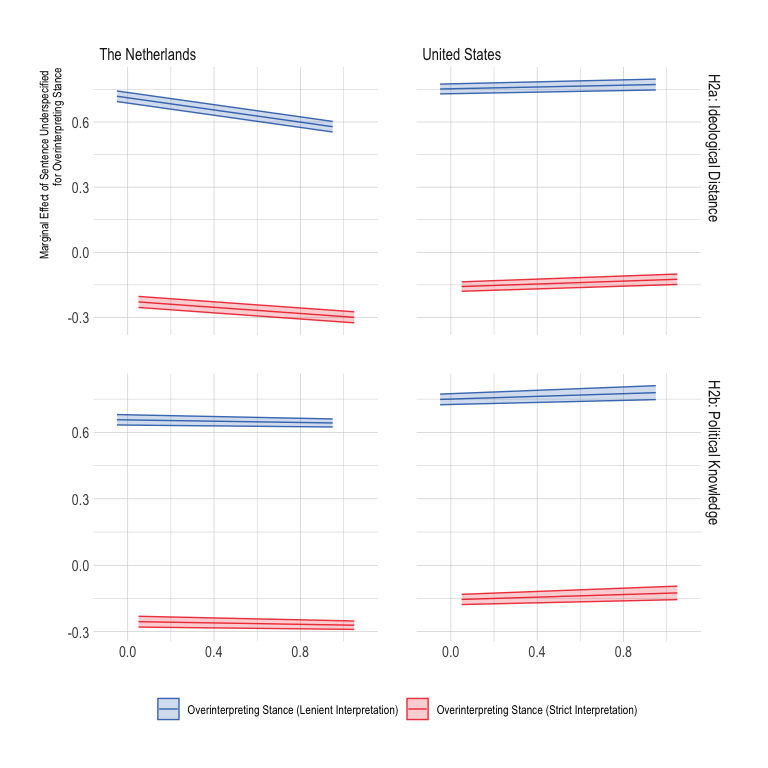 The Netherlands
United States
Marginal Effect of Sentence Underspecified
for Overinterpreting Stance
0.6
0.3
0.0
-0.3
H2a: Ideological Distance
0.6
0.3
0.0
-0.3
H2b: Political Knowledge
0.0 0.4 0.8
0.0 0.4 0.8
Overinterpreting Stance (Lenient Interpretation)
Overinterpreting Stance (Strict Interpretation)